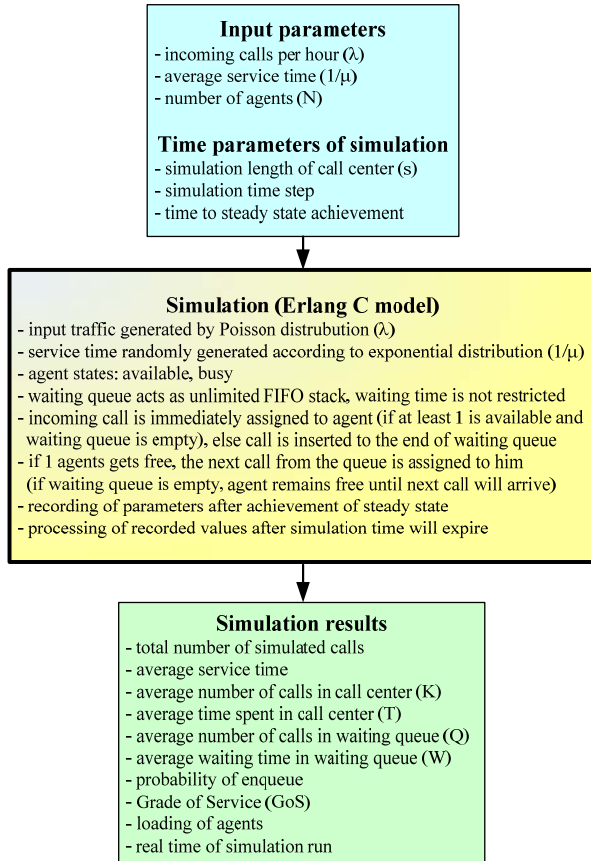 Input parameters
- incoming calls per hour (λ)
- average service time (1/μ)
- number of agents (N)
Time parameters of simulation
- simulation length of call center (s)
- simulation time step
- time to steady state achievement
Simulation (Erlang C model)
- input traffic generated by Poisson distrubution (λ)
- service time randomly generated according to exponential distribution (1/μ)
- agent states: available, busy
- waiting queue acts as unlimited FIFO stack, waiting time is not restricted
- incoming call is immediately assigned to agent (if at least 1 is available and
waiting queue is empty), else call is inserted to the end of waiting queue
- if 1 agents gets free, the next call from the queue is assigned to him
(if waiting queue is empty, agent remains free until next call will arrive)
- recording of parameters after achievement of steady state
- processing of recorded values after simulation time will expire
Simulation results
- total number of simulated calls
- average service time
- average number of calls in call center (K)
- average time spent in call center (T)
- average number of calls in waiting queue (Q)
- average waiting time in waiting queue (W)
- probability of enqueue
- Grade of Service (GoS)
- loading of agents
- real time of simulation run